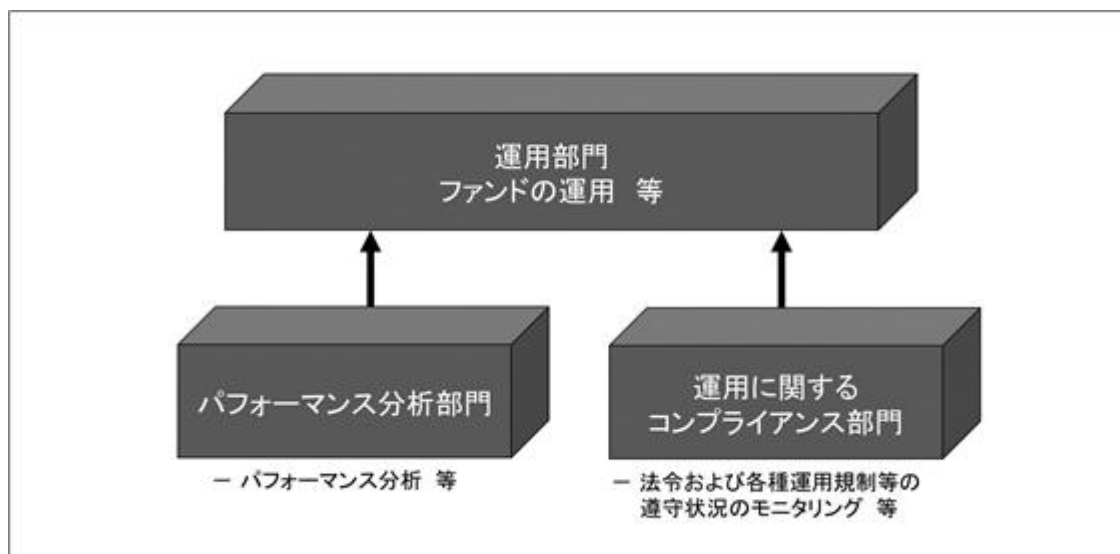 運用部門
ファンドの運用 等
パフォーマンス分析部門
－ パフォーマンス分析 等
運用に関する
コンプライアンス部門
－ 法令および各種運用規制等の
遵守状況のモニタリング 等